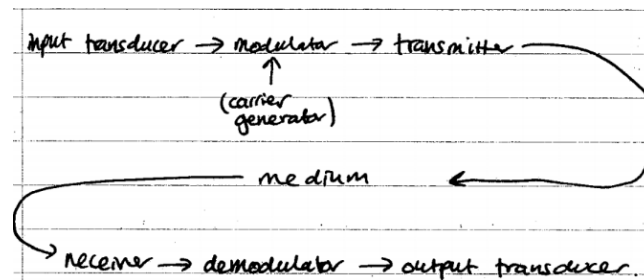 input transducer → modulator → transmitter
(carrier
generator)
medium
receiver → demodulator → output transducer.